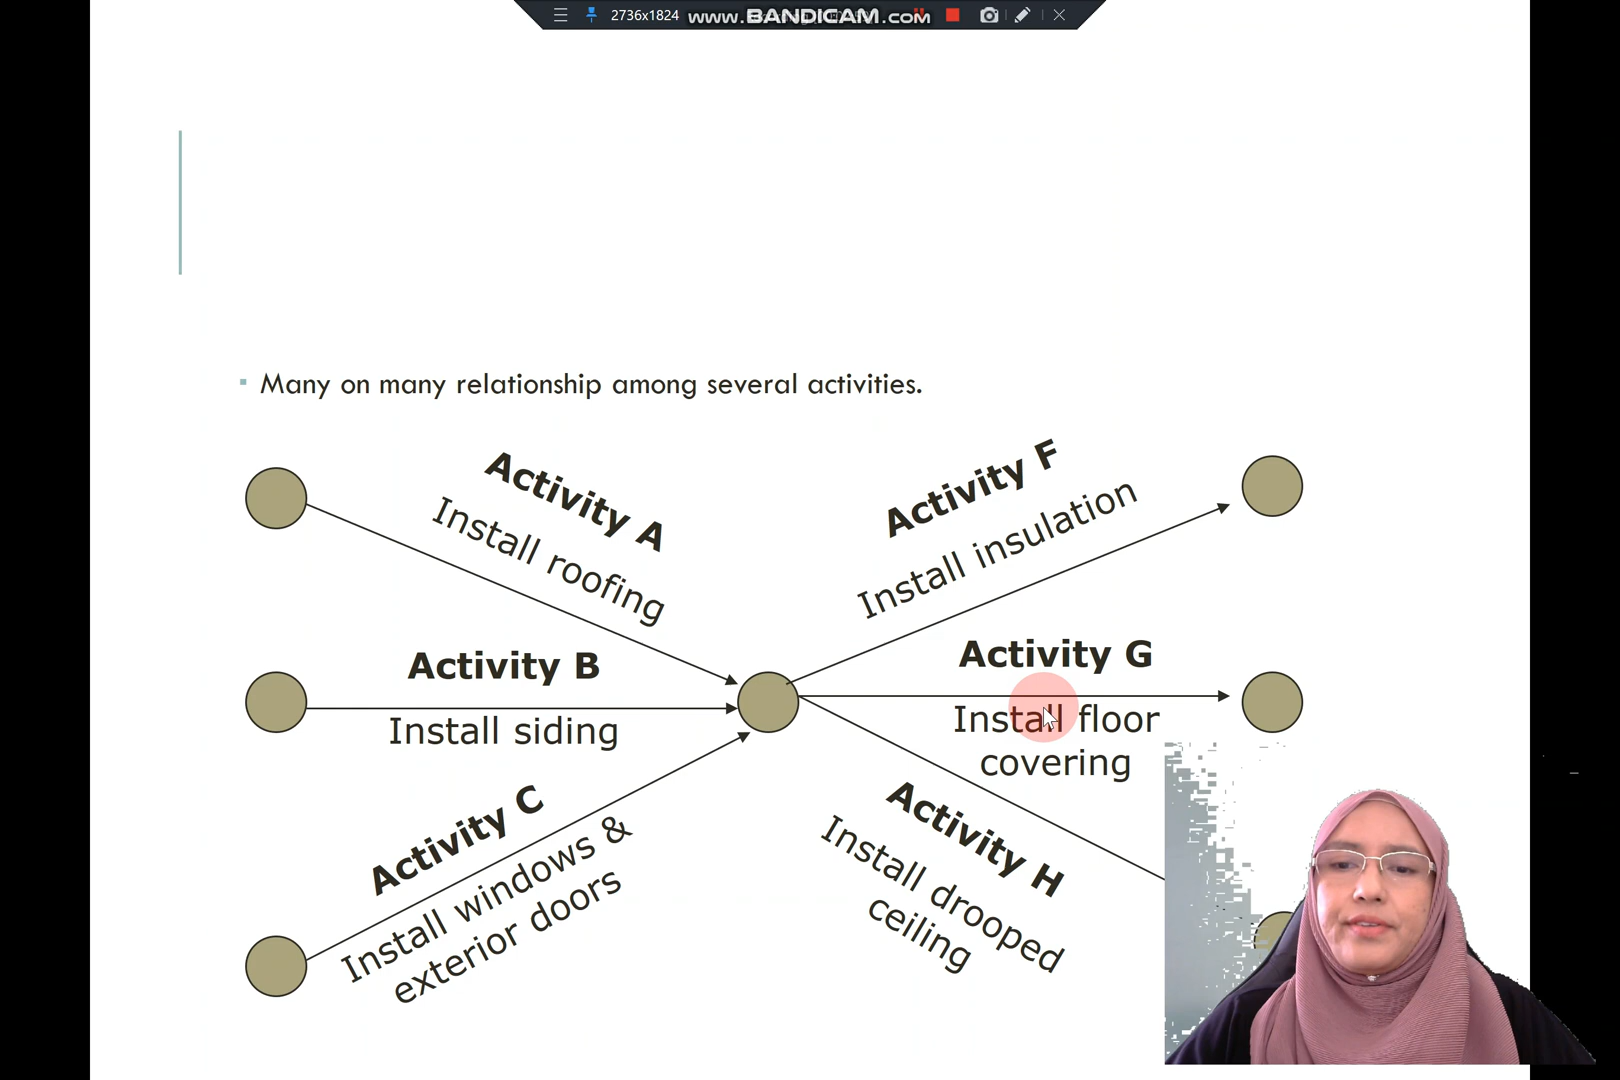 2736x1824
www.BANDICAM.com
▪ Many on many relationship among several activities.
Activity A
Install roofing
Activity F
Install insulation
Activity B
Install siding
Activity G
Install floor
covering
Activity C
Install windows &
exterior doors
Activity H
Install drooped
ceiling